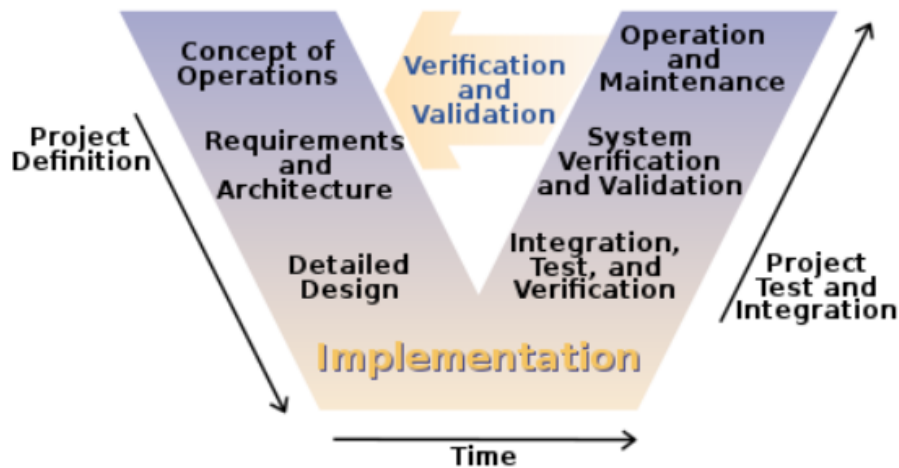 Concept of
Operations
Verification
and
Validation
Operation
and
Maintenance
Project
Definition
Requirements
and
Architecture
System
Verification
and Validation
Detailed
Design
Integration,
Test, and
Verification
Project
Test and
Integration
Implementation
Time